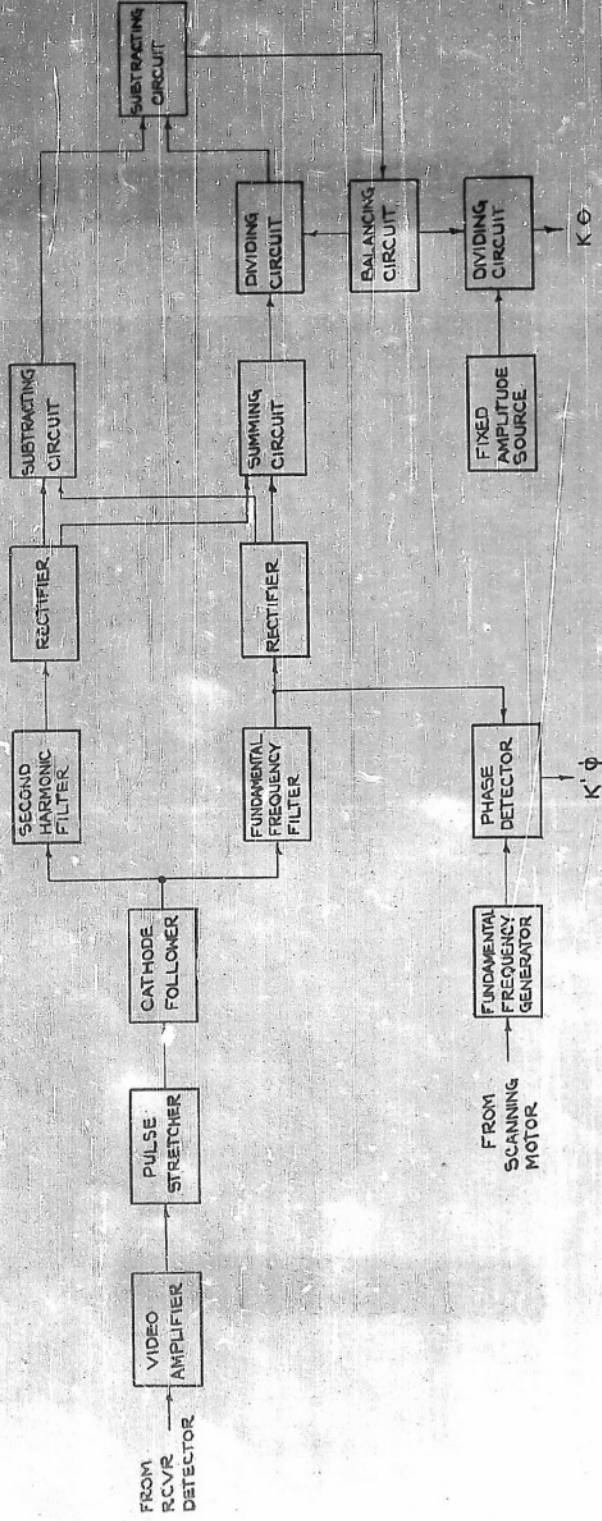 FROM
RCVR
DETECTOR
VIDEO
AMPLIFIER
PULSE
STRETCHER
CATHODE
FOLLOWER
SECOND
HARMONIC
FILTER
RECTIFIER
SUBTRACTING
CIRCUIT
SUBTRACTING
CIRCUIT
FUNDAMENTAL
FREQUENCY
FILTER
RECTIFIER
SUMMING
CIRCUIT
DIVIDING
CIRCUIT
BALANCING
CIRCUIT
FROM
SCANNING
MOTOR
FUNDAMENTAL
FREQUENCY
GENERATOR
PHASE
DETECTOR
K' φ
FIXED
AMPLITUDE
SOURCE
DIVIDING
CIRCUIT
K Θ